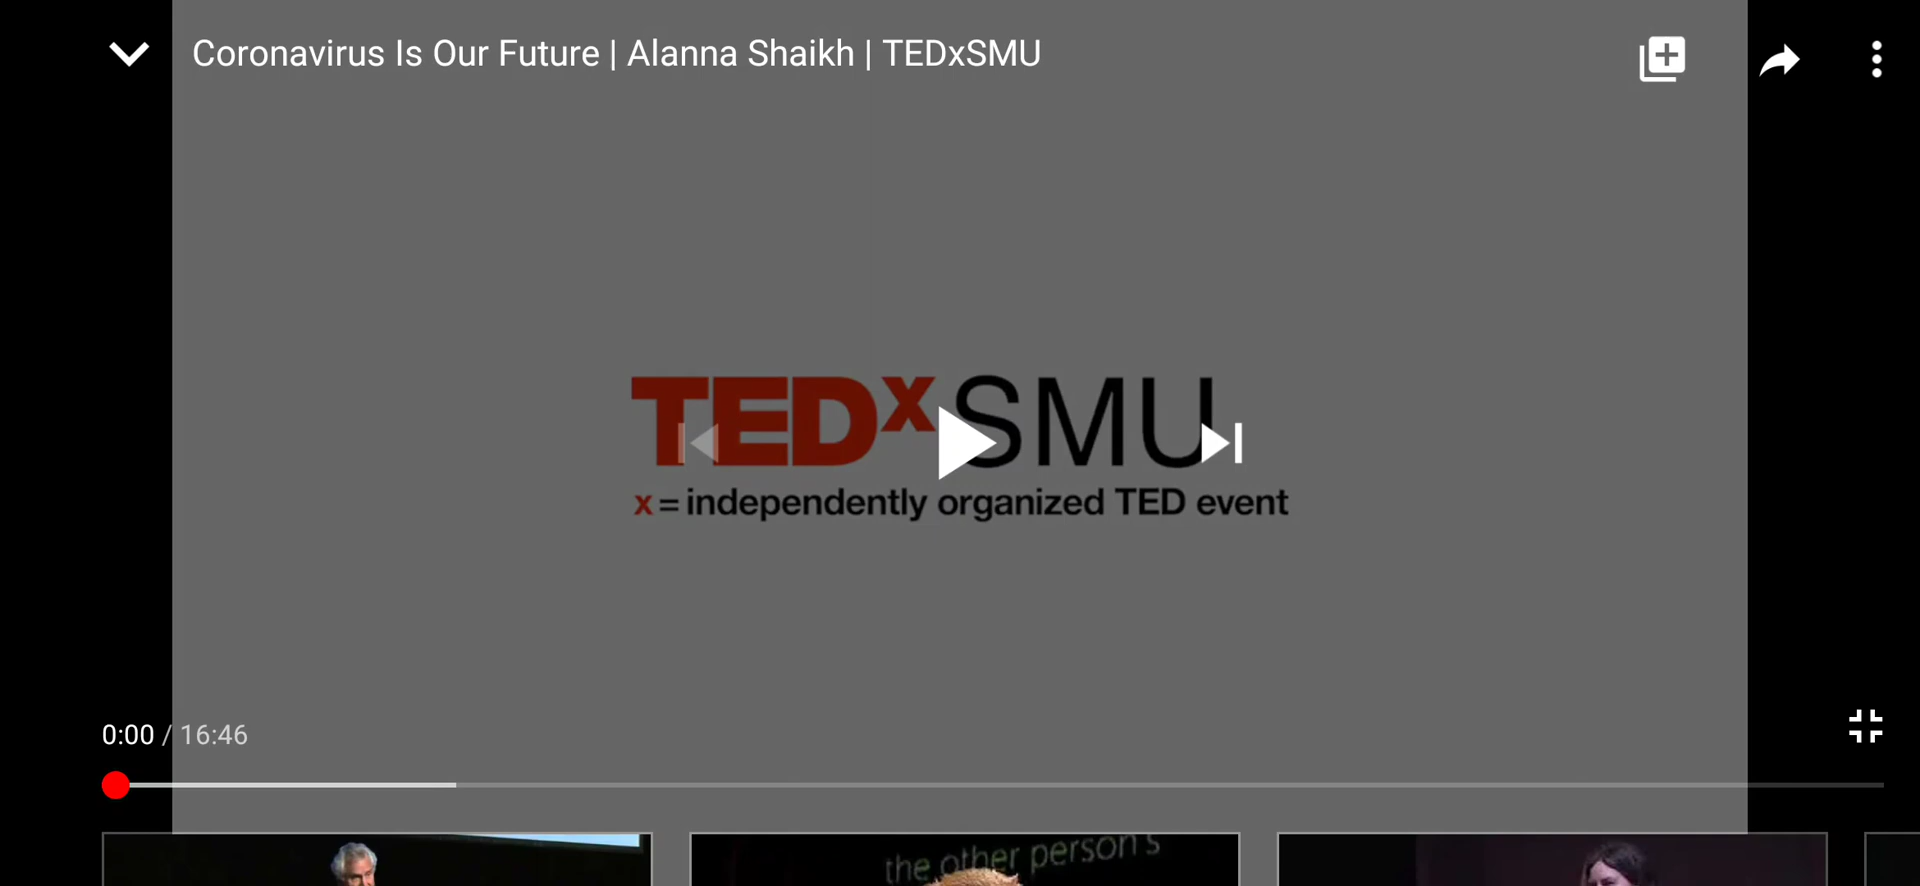 Coronavirus Is Our Future | Alanna Shaikh | TEDxSMU
TEDxSMU
x = independently organized TED event
0:00 / 16:46
the other person's